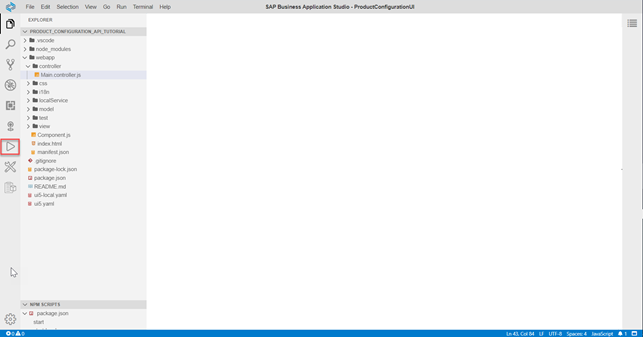 File Edit Selection View Go Run Terminal Help SAP Business Application Studio - ProductConfigurationUI
EXPLORER
PRODUCT_CONFIGURATION_API_TUTORIAL
.vscode
node_modules
webapp
controller
Main.controller.js
css
i18n
localService
model
test
view
Component.js
index.html
manifest.json
.gitignore
package-lock.json
package.json
README.md
ui5-local.yaml
ui5.yaml
NPM SCRIPTS
package.json
start
0 0 Ln 43, Col 84 LF UTF-8 Spaces: 4 JavaScript 1